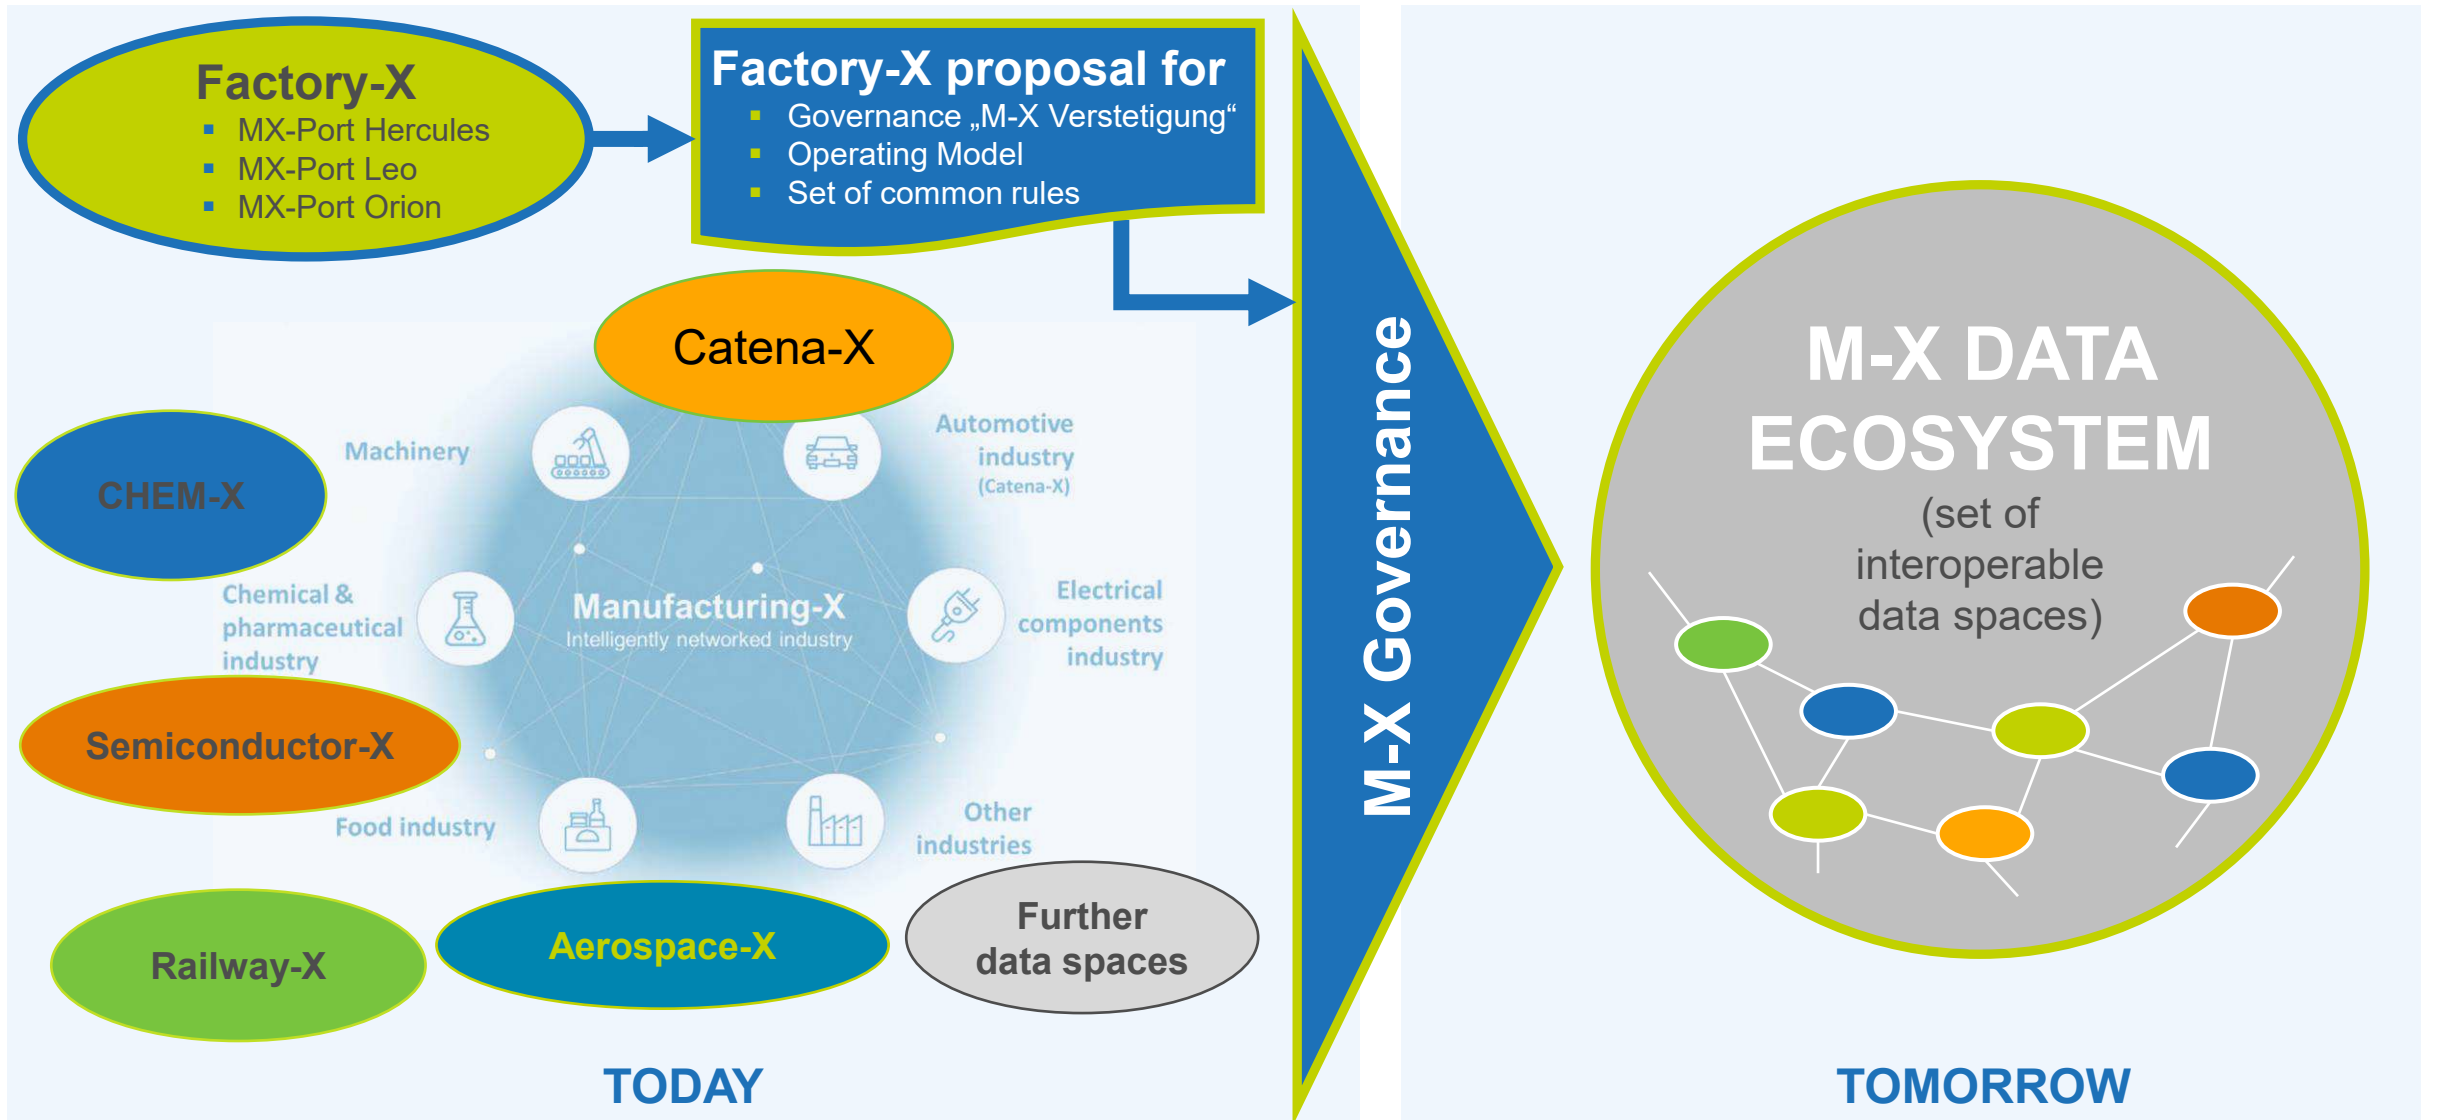 Factory-X
▪ MX-Port Hercules
▪ MX-Port Leo
▪ MX-Port Orion
Factory-X proposal for
▪ Governance „M-X Verstetigung“
▪ Operating Model
▪ Set of common rules
Catena-X
CHEM-X
Machinery
Automotive
industry
(Catena-X)
Chemical &
pharmaceutical
industry
Manufacturing-X
Intelligently networked industry
Electrical
components
industry
Semiconductor-X
Food industry
Other
industries
Railway-X
Aerospace-X
Further
data spaces
TODAY
M-X Governance
M-X DATA
ECOSYSTEM
(set of
interoperable
data spaces)
TOMORROW